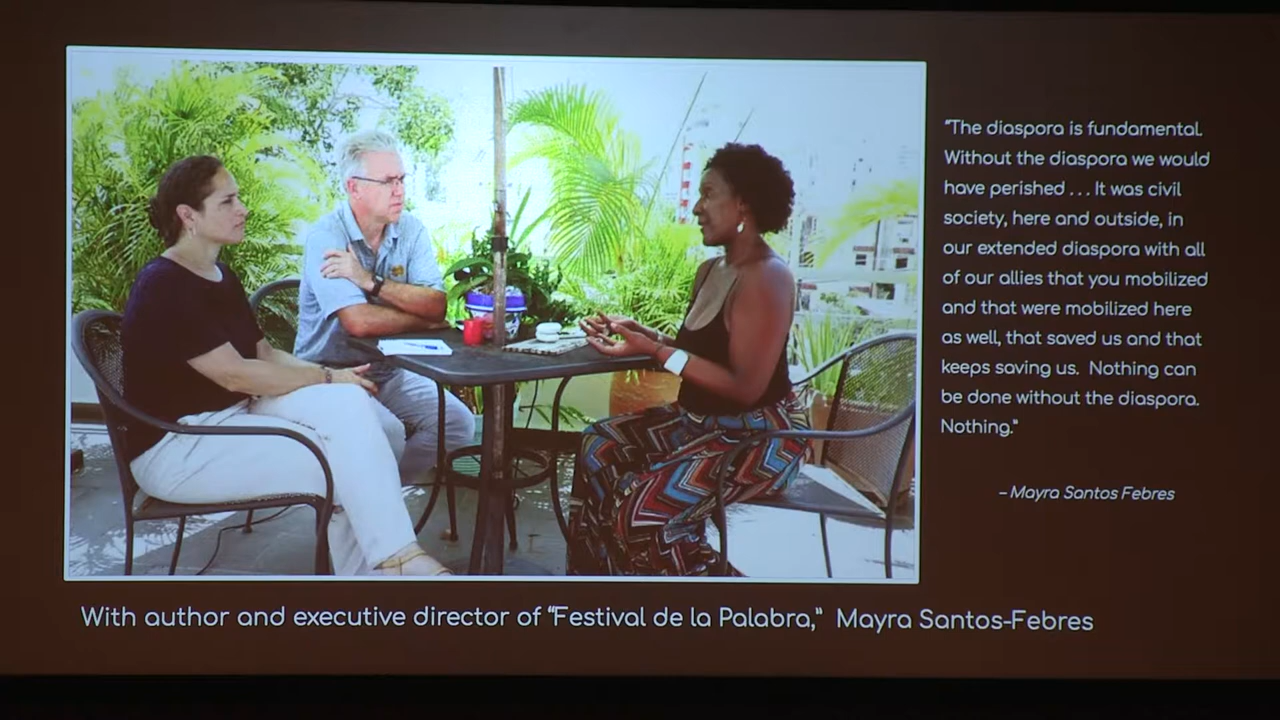 "The diaspora is fundamental.
Without the diaspora we would
have perished . . . It was civil
society, here and outside, in
our extended diaspora with all
of our allies that you mobilized
and that were mobilized here
as well, that saved us and that
keeps saving us.  Nothing can
be done without the diaspora.
Nothing."
– Mayra Santos Febres
With author and executive director of “Festival de la Palabra,”  Mayra Santos-Febres